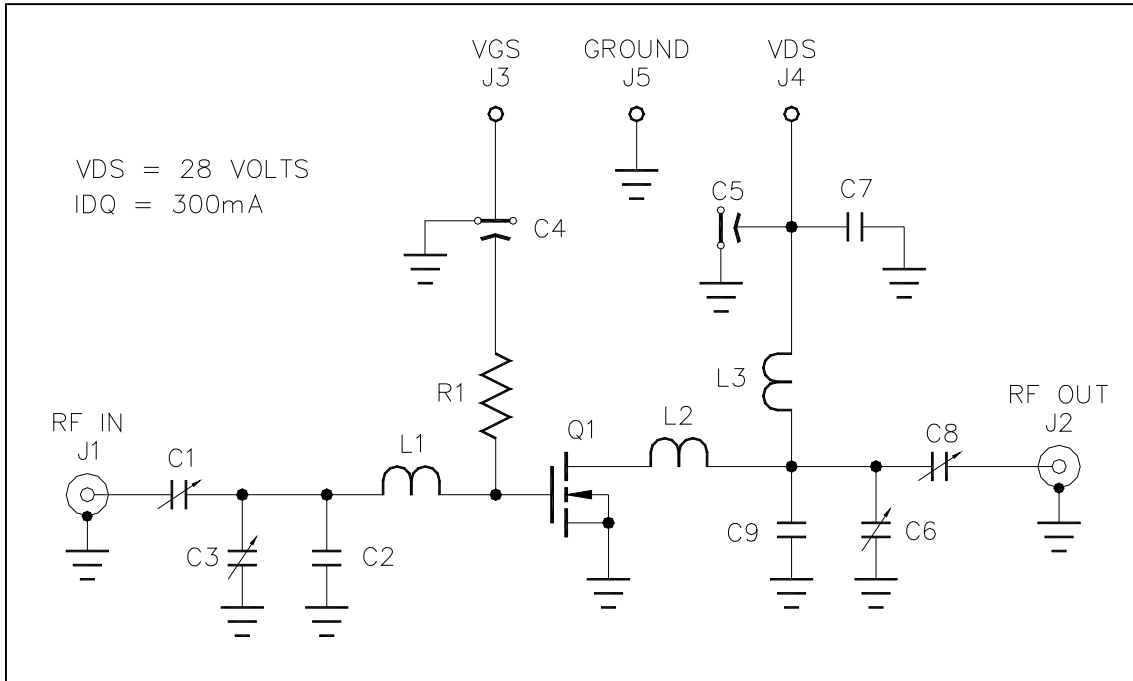 VGS
J3
GROUND
J5
VDS
J4
VDS = 28 VOLTS
IDQ = 300mA
C4
C5
C7
R1
L3
RF IN
J1
C1
L1
Q1
L2
C8
RF OUT
J2
C3
C2
C9
C6